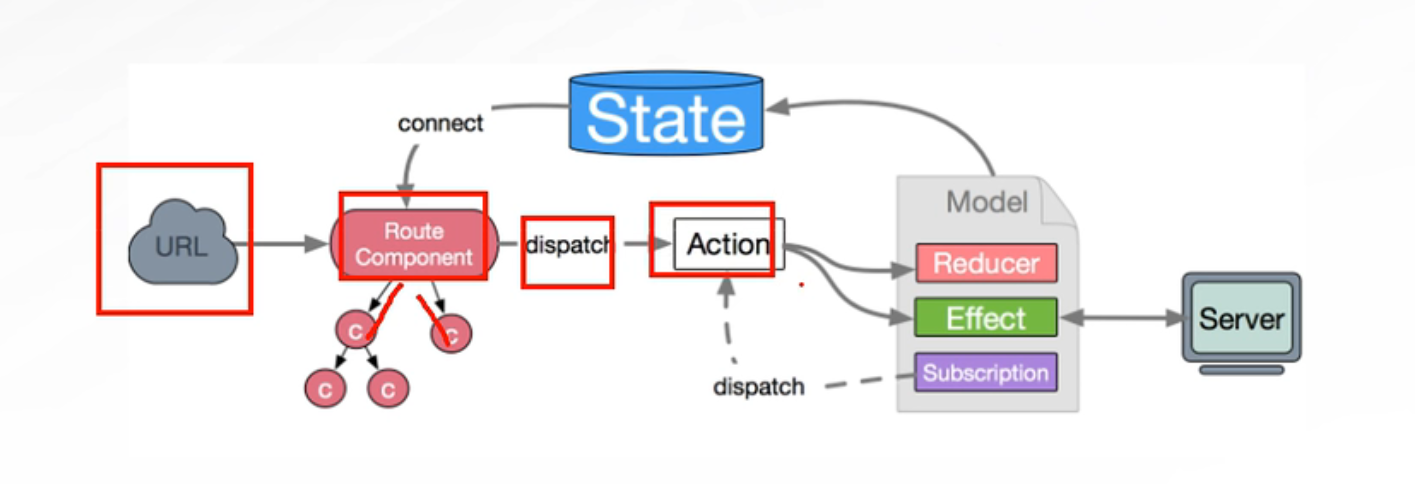 State
connect
URL
Route
Component
dispatch
Action
Model
Reducer
Effect
Subscription
Server
dispatch
C
C
C
C